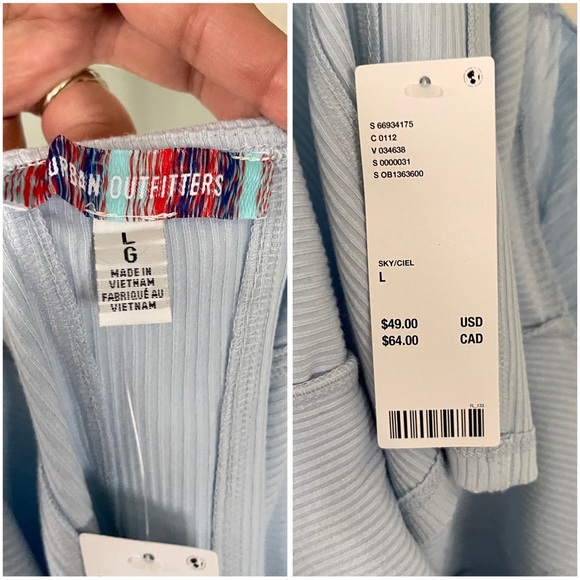 URBAN OUTFITTERS
L
G
MADE IN
VIETNAM
FABRIQUÉ AU
VIETNAM
S 66934175
C 0112
V 034638
S 0000031
S OB1363600
SKY/CIEL
L
$49.00 USD
$64.00 CAD